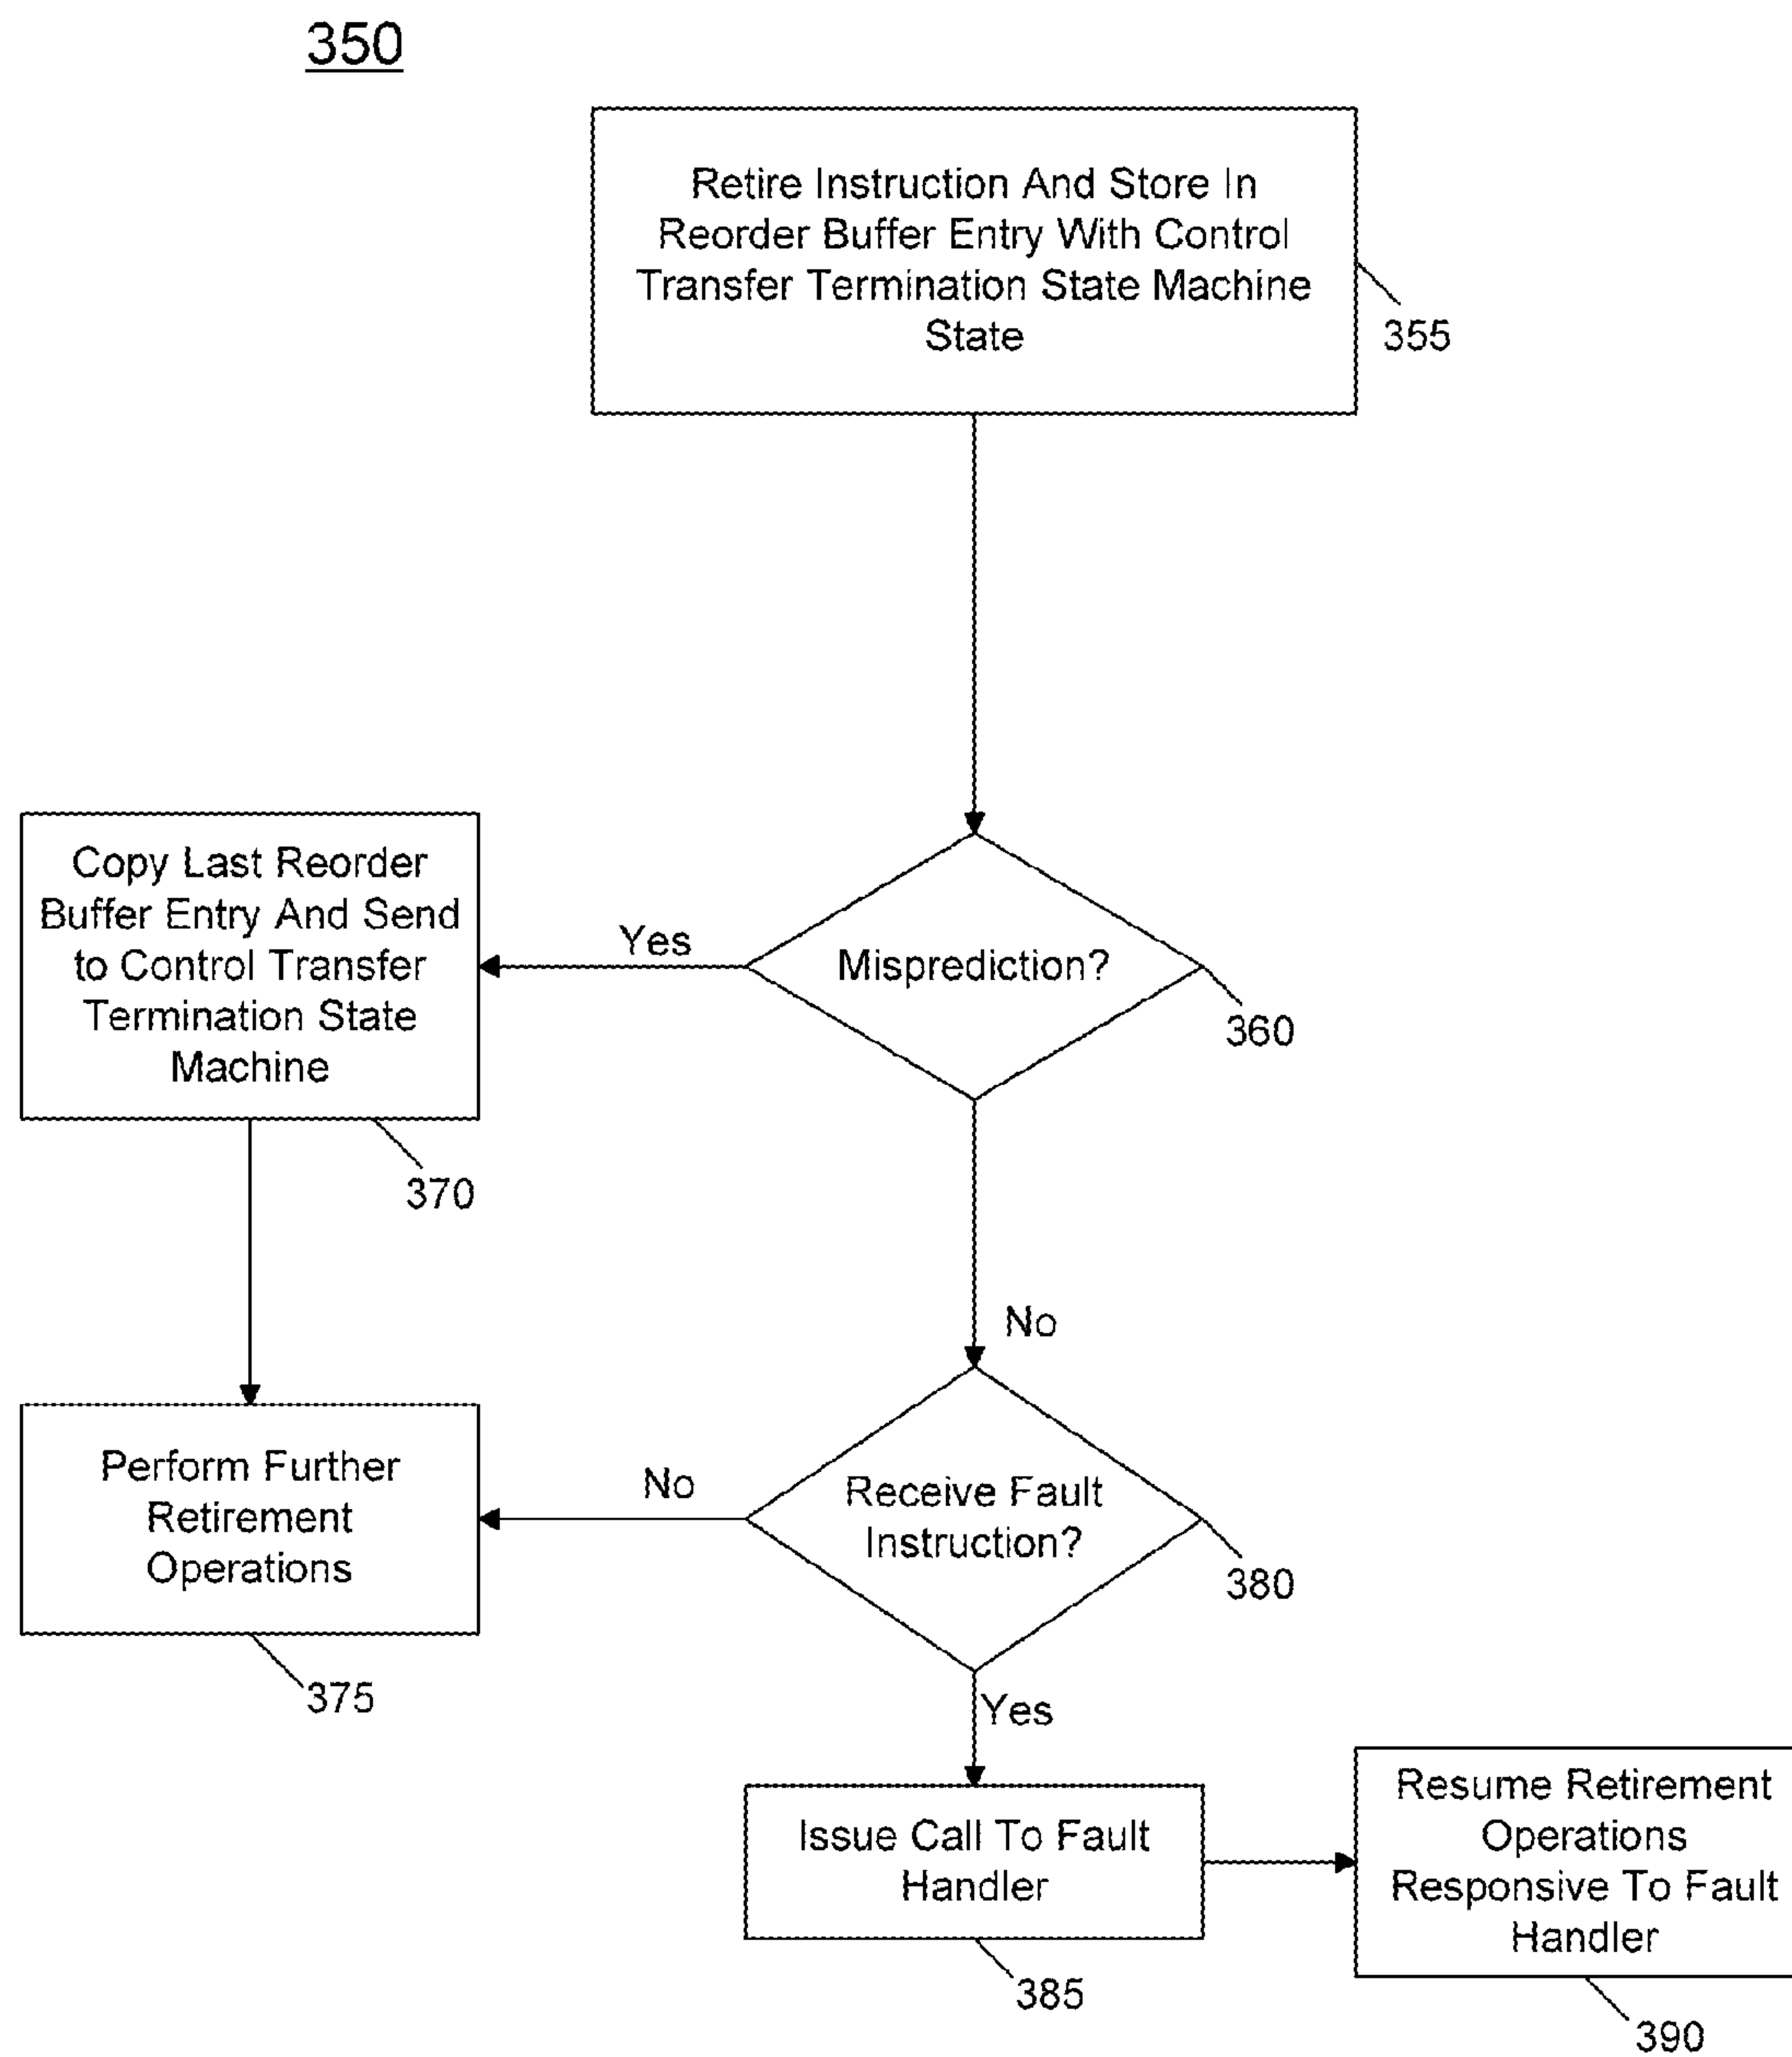 350
Retire Instruction And Store In
Reorder Buffer Entry With Control
Transfer Termination State Machine
State
355
Copy Last Reorder
Buffer Entry And Send
to Control Transfer
Termination State
Machine
370
Yes
Misprediction?
360
No
Perform Further
Retirement
Operations
375
No
Receive Fault
Instruction?
380
Yes
Issue Call To Fault
Handler
385
Resume Retirement
Operations
Responsive To Fault
Handler
390